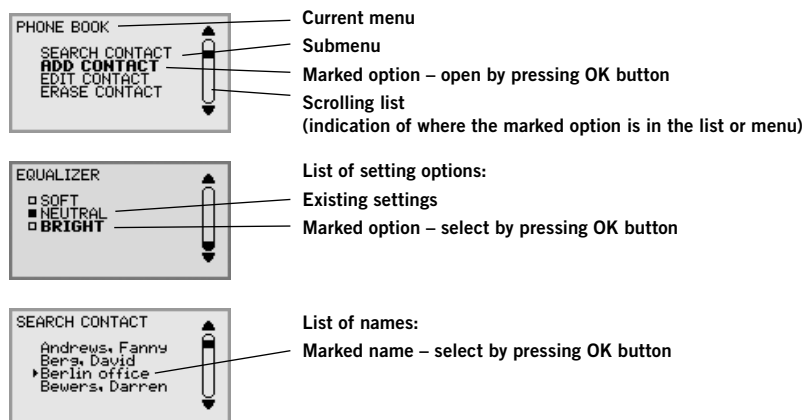 PHONE BOOK
SEARCH CONTACT
ADD CONTACT
EDIT CONTACT
ERASE CONTACT
Current menu
Submenu
Marked option – open by pressing OK button
Scrolling list
(indication of where the marked option is in the list or menu)
EQUALIZER
SOFT
NEUTRAL
BRIGHT
List of setting options:
Existing settings
Marked option – select by pressing OK button
SEARCH CONTACT
Andrews, Fanny
Berg, David
Berlin office
Bewers, Darren
List of names:
Marked name – select by pressing OK button